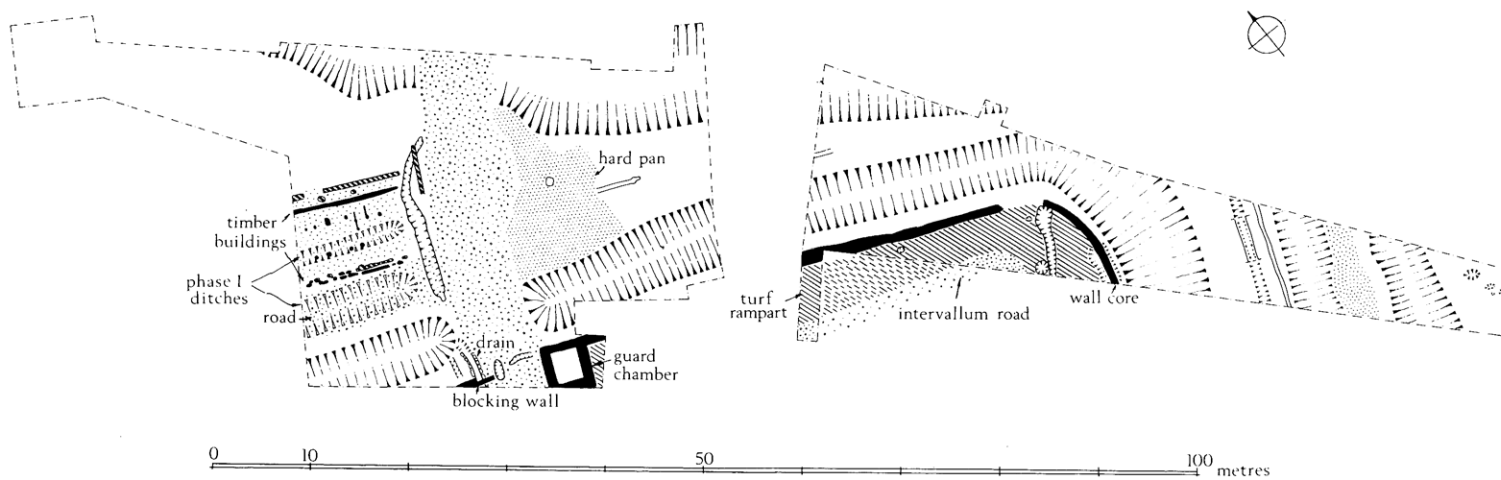 hard pan
timber
buildings
phase I
ditches
road
drain
guard
chamber
blocking wall
turf
rampart
intervallum road
wall core
0 10 50 100 metres